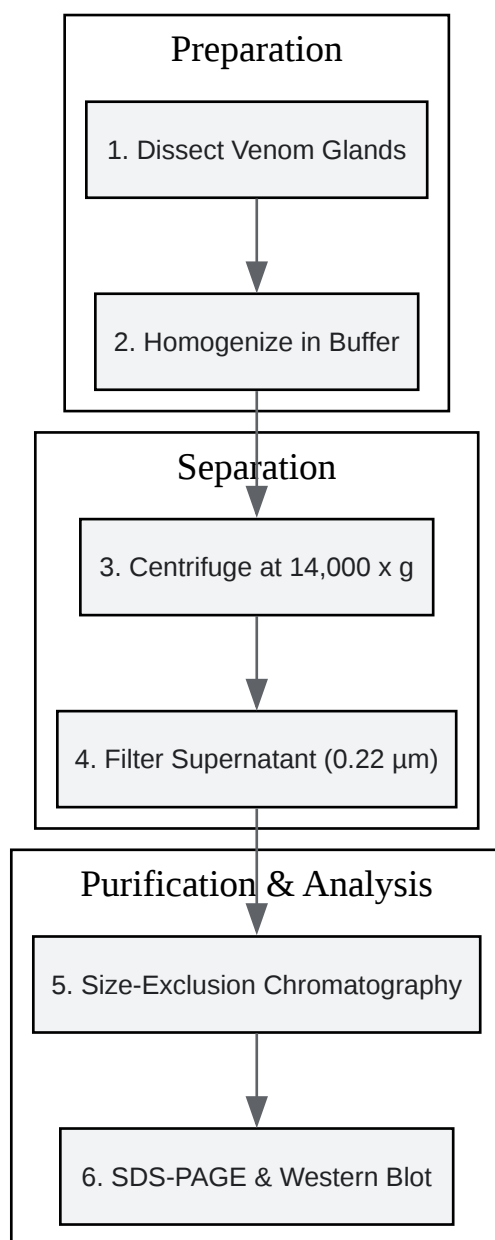 Preparation
1. Dissect Venom Glands
2. Homogenize in Buffer
Separation
3. Centrifuge at 14,000 x g
4. Filter Supernatant (0.22 µm)
Purification & Analysis
5. Size-Exclusion Chromatography
6. SDS-PAGE & Western Blot